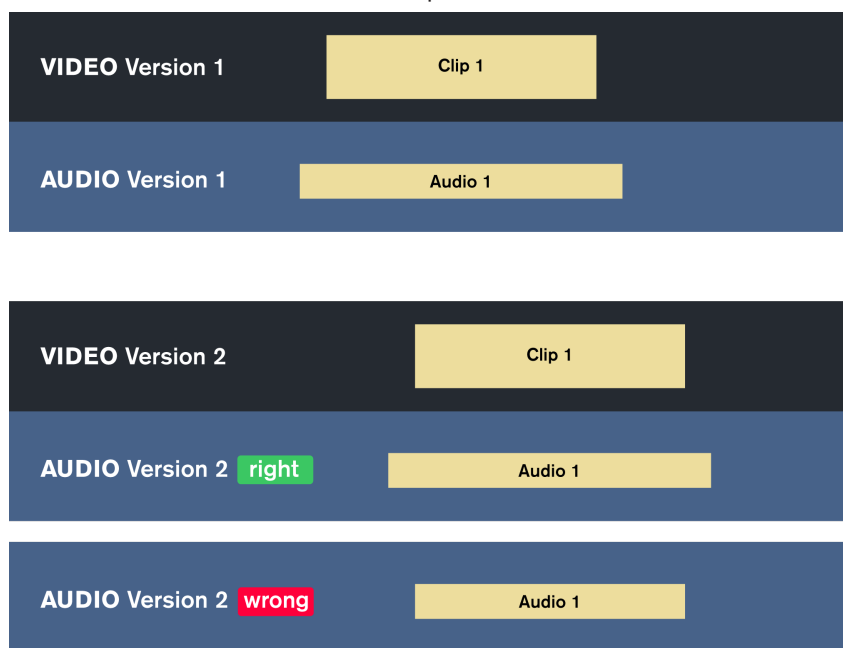 VIDEO Version 1
Clip 1
AUDIO Version 1
Audio 1
VIDEO Version 2
Clip 1
AUDIO Version 2 right
Audio 1
AUDIO Version 2 wrong
Audio 1